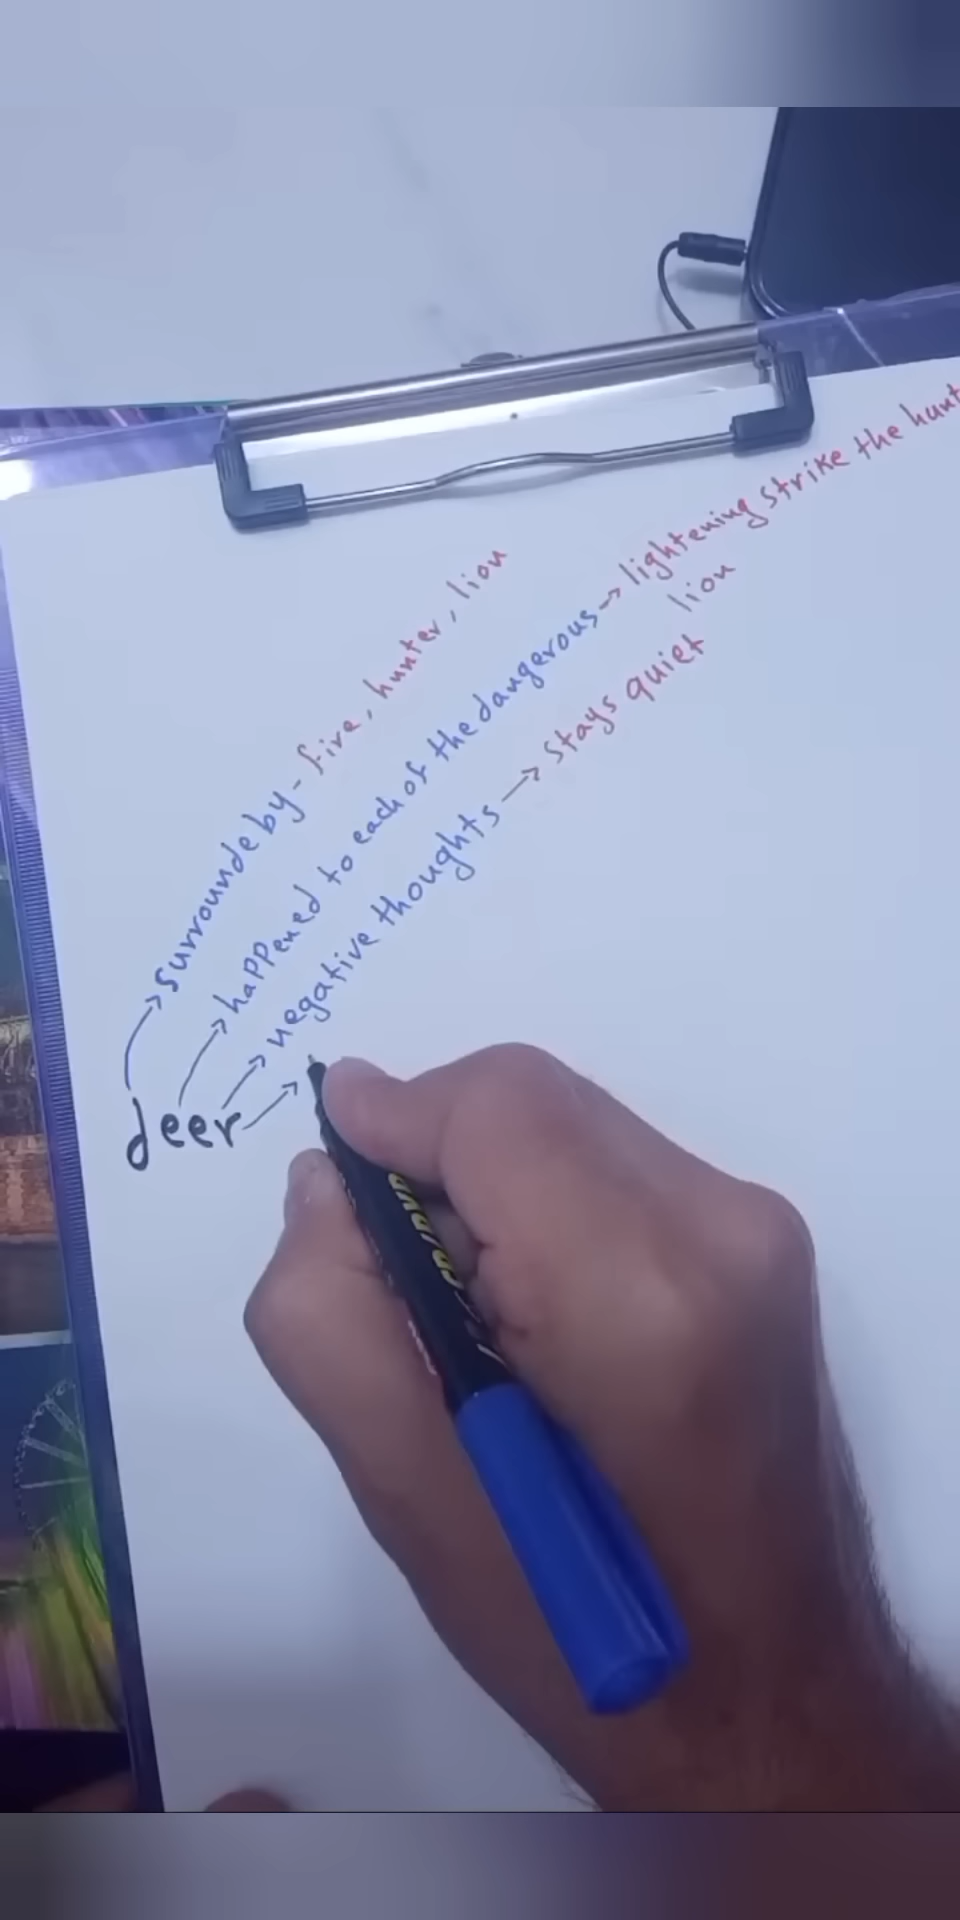 surrounde by - fire, hunter, lion
happened to each of the dangerous → lightening strike the hunt
lion
negative thoughts → stays quiet
deer